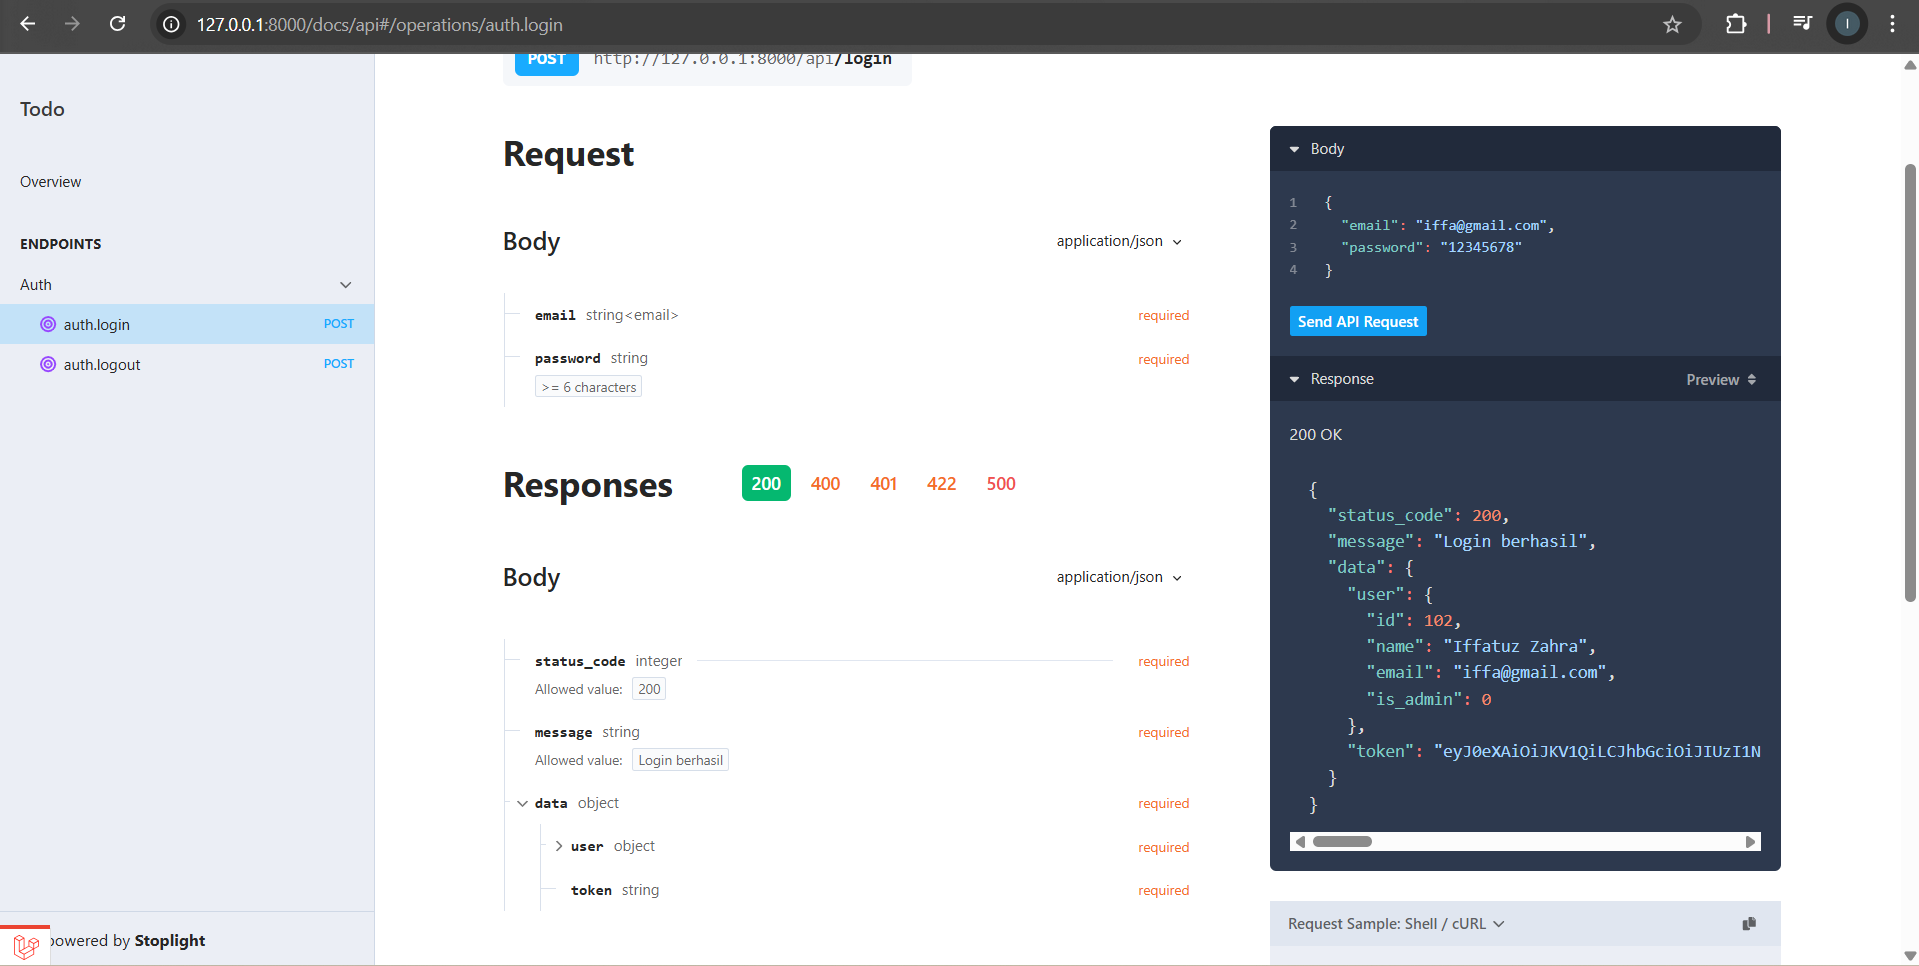 127.0.0.1:8000/docs/api#/operations/auth.login
I
Todo
Overview
ENDPOINTS
Auth
auth.login POST
auth.logout POST
powered by Stoplight
POST http://127.0.0.1:8000/api/login
Request
Body application/json
email string<email> required
password string required
>= 6 characters
Responses 200 400 401 422 500
Body application/json
status_code integer required
Allowed value: 200
message string required
Allowed value: Login berhasil
data object required
user object required
token string required
Body
1 {
2 "email": "iffa@gmail.com",
3 "password": "12345678"
4 }
Send API Request
Response Preview
200 OK
{
"status_code": 200,
"message": "Login berhasil",
"data": {
"user": {
"id": 102,
"name": "Iffatuz Zahra",
"email": "iffa@gmail.com",
"is_admin": 0
},
"token": "eyJ0eXAiOiJKV1QiLCJhbGciOiJIUzI1N
}
}
Request Sample: Shell / cURL